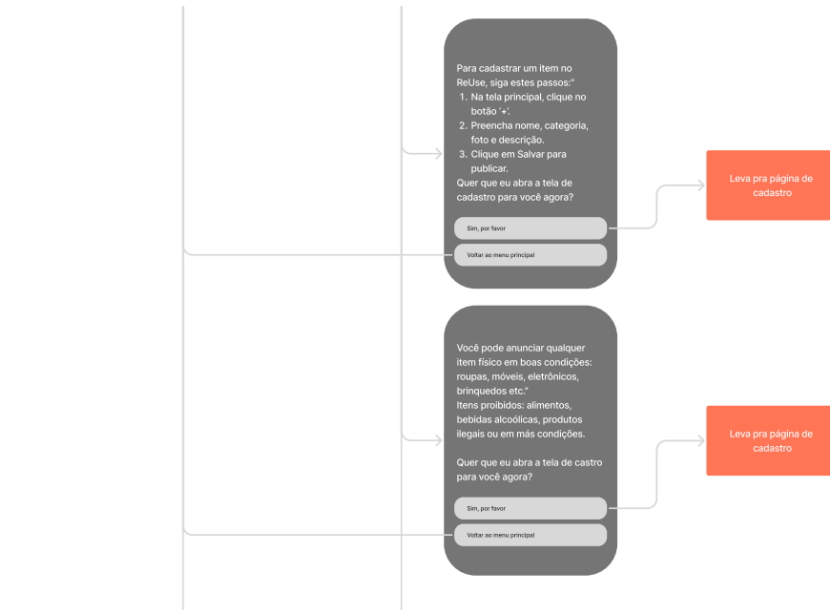 Para cadastrar um item no
ReUse, siga estes passos:"
1. Na tela principal, clique no
botão '+'.
2. Preencha nome, categoria,
foto e descrição.
3. Clique em Salvar para
publicar.
Quer que eu abra a tela de
cadastro para você agora?
Sim, por favor
Voltar ao menu principal
Leva pra página de
cadastro
Você pode anunciar qualquer
item físico em boas condições:
roupas, móveis, eletrônicos,
brinquedos etc."
Itens proibidos: alimentos,
bebidas alcoólicas, produtos
ilegais ou em más condições.
Quer que eu abra a tela de castro
para você agora?
Sim, por favor
Voltar ao menu principal
Leva pra página de
cadastro